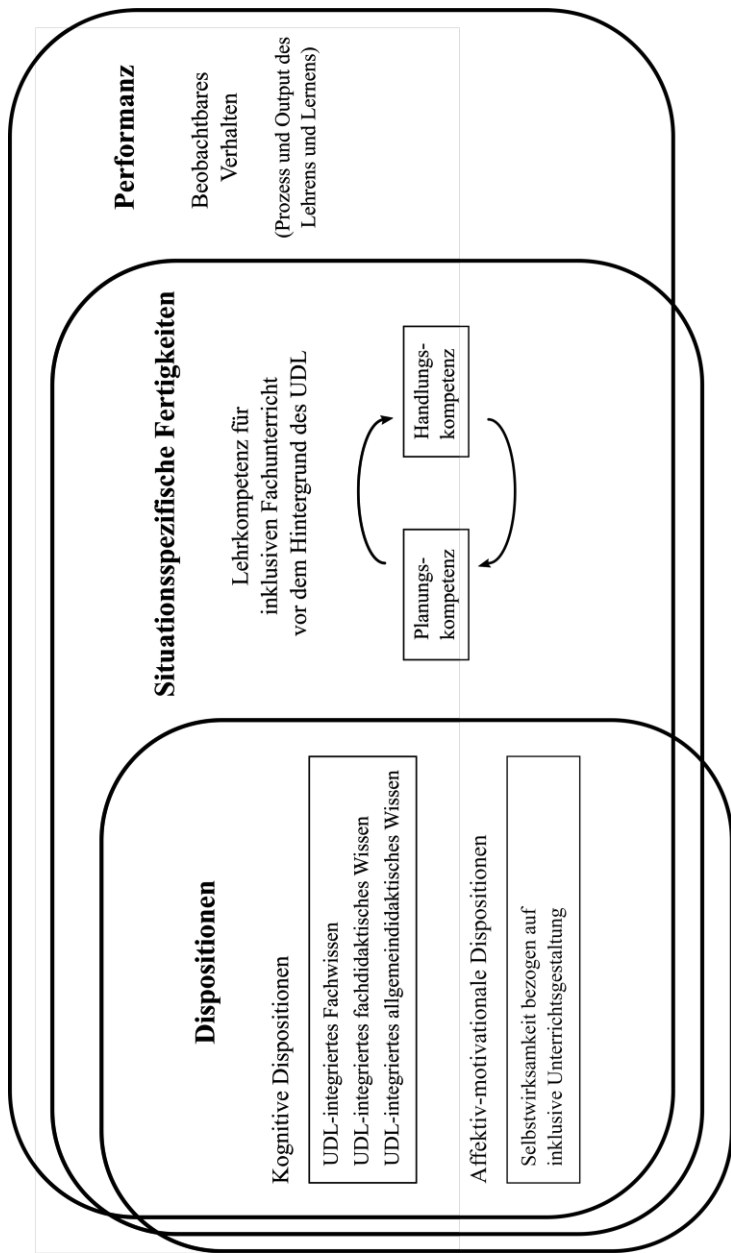 Dispositionen
Kognitive Dispositionen
UDL-integriertes Fachwissen
UDL-integriertes fachdidaktisches Wissen
UDL-integriertes allgemeindidaktisches Wissen
Affektiv-motivationale Dispositionen
Selbstwirksamkeit bezogen auf
inklusive Unterrichtsgestaltung
Situationsspezifische Fertigkeiten
Lehrkompetenz für
inklusiven Fachunterricht
vor dem Hintergrund des UDL
Planungs-
kompetenz
Handlungs-
kompetenz
Performanz
Beobachtbares
Verhalten
(Prozess und Output des
Lehrens und Lernens)